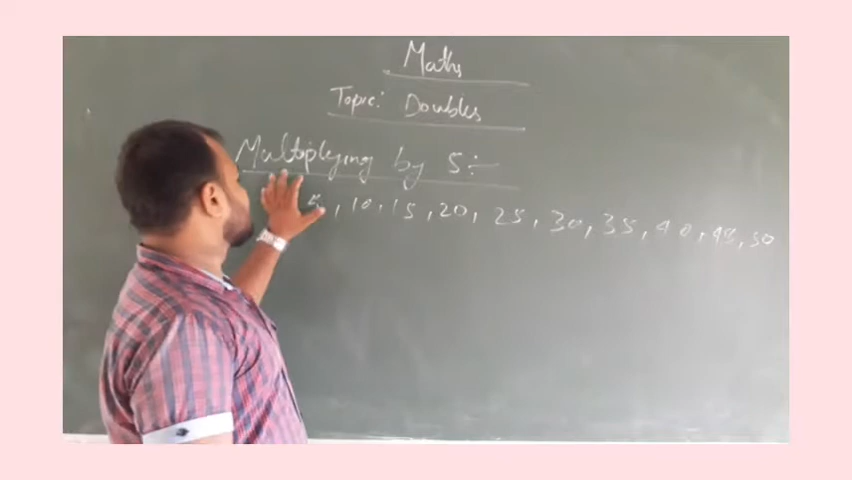 Maths
Topic: Doubles
Multiplying by 5 ÷
5, 10, 15, 20, 25, 30, 35, 40, 45, 50